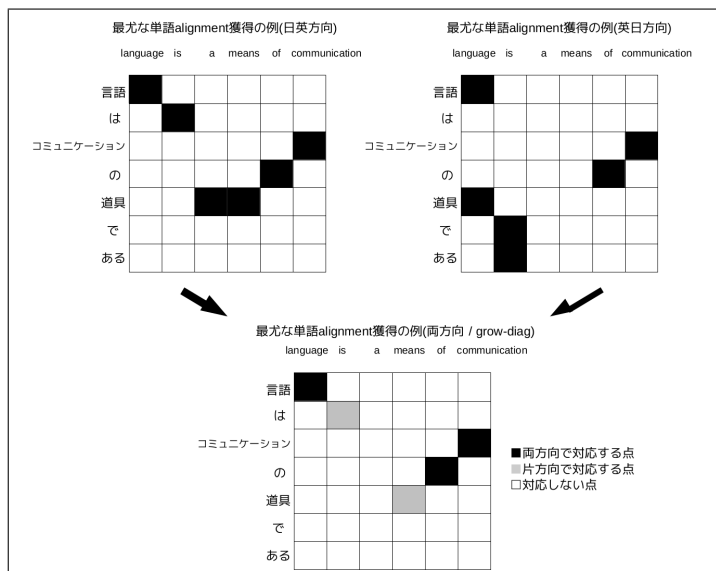 最尤な単語alignment獲得の例(日英方向)
language is a means of communication
言語
は
コミュニケーション
の
道具
で
ある
最尤な単語alignment獲得の例(英日方向)
language is a means of communication
言語
は
コミュニケーション
の
道具
で
ある
最尤な単語alignment獲得の例(両方向 / grow-diag)
language is a means of communication
言語
は
コミュニケーション
の
道具
で
ある
両方向で対応する点
片方向で対応する点
対応しない点